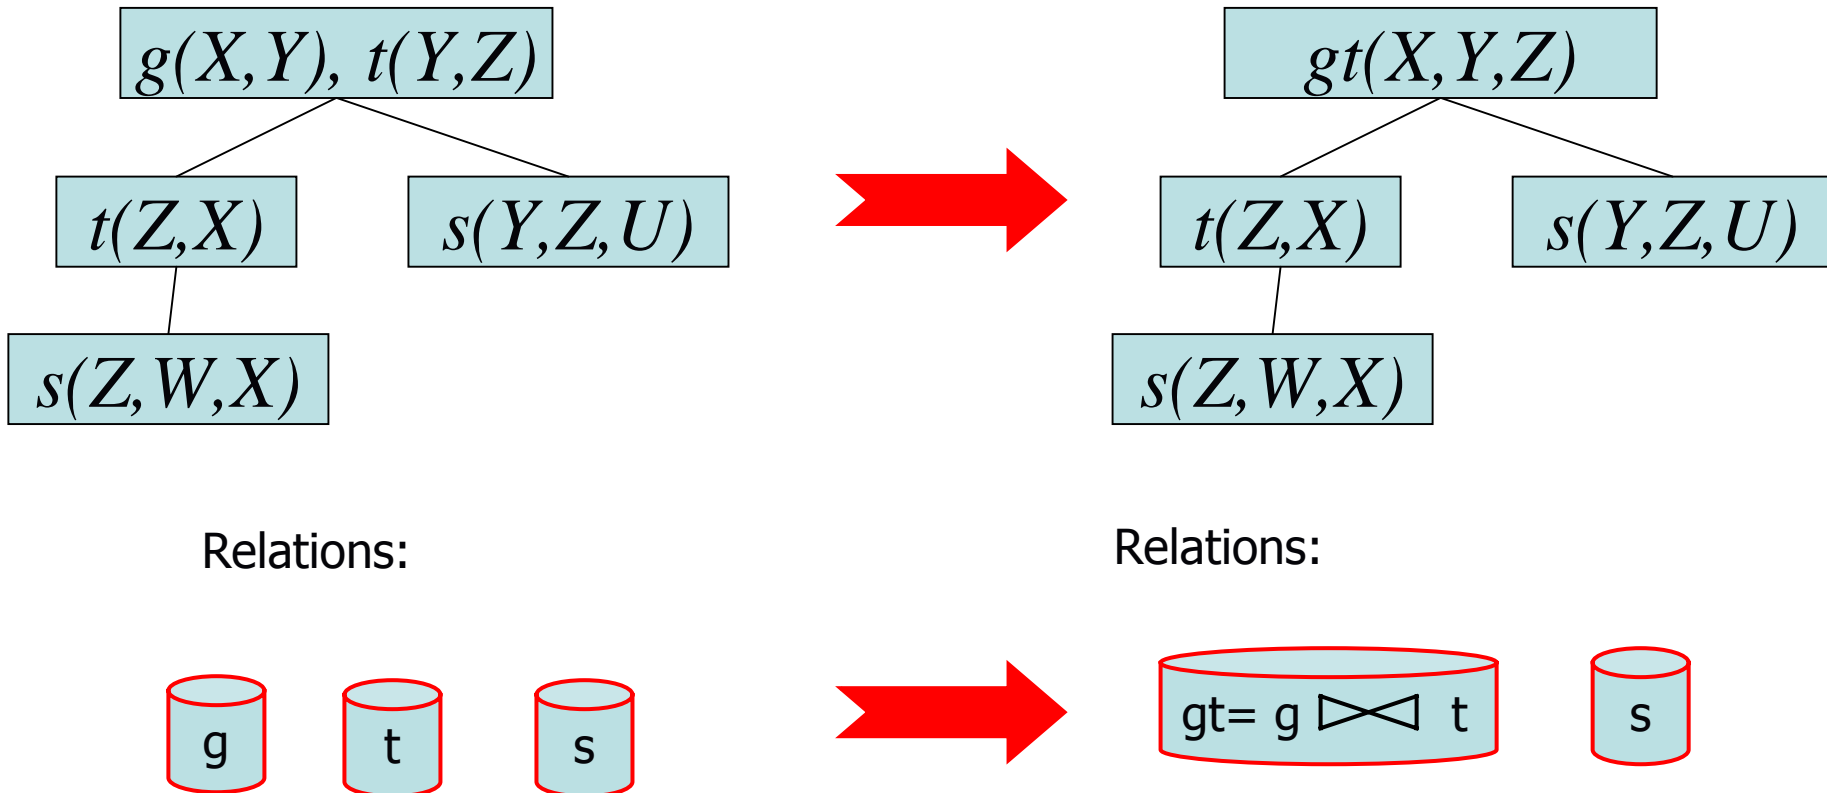 g(X,Y), t(Y,Z)
t(Z,X)
s(Y,Z,U)
s(Z,W,X)
gt(X,Y,Z)
t(Z,X)
s(Y,Z,U)
s(Z,W,X)
Relations:
g
t
s
Relations:
gt= g ⋈ t
s